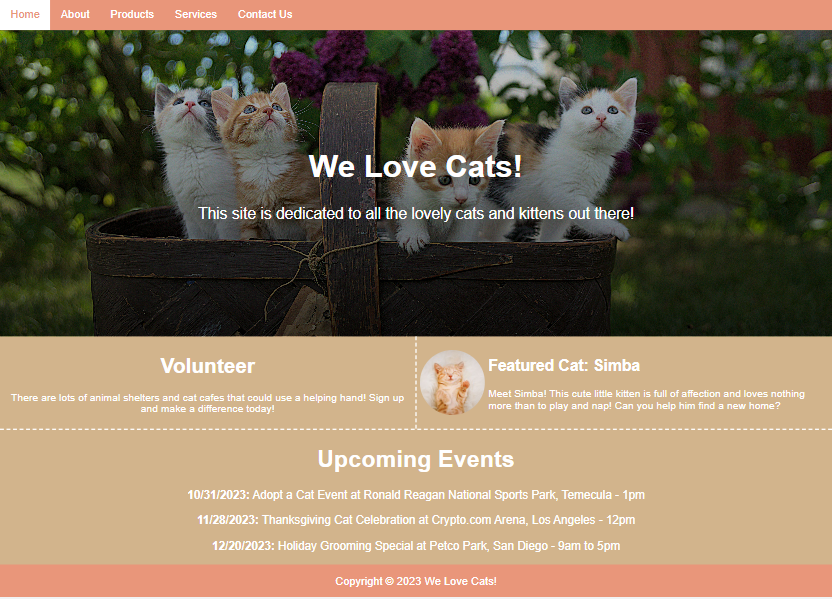 Home About Products Services Contact Us
We Love Cats!
This site is dedicated to all the lovely cats and kittens out there!
Volunteer
There are lots of animal shelters and cat cafes that could use a helping hand! Sign up
and make a difference today!
Featured Cat: Simba
Meet Simba! This cute little kitten is full of affection and loves nothing
more than to play and nap! Can you help him find a new home?
Upcoming Events
10/31/2023: Adopt a Cat Event at Ronald Reagan National Sports Park, Temecula - 1pm
11/28/2023: Thanksgiving Cat Celebration at Crypto.com Arena, Los Angeles - 12pm
12/20/2023: Holiday Grooming Special at Petco Park, San Diego - 9am to 5pm
Copyright © 2023 We Love Cats!